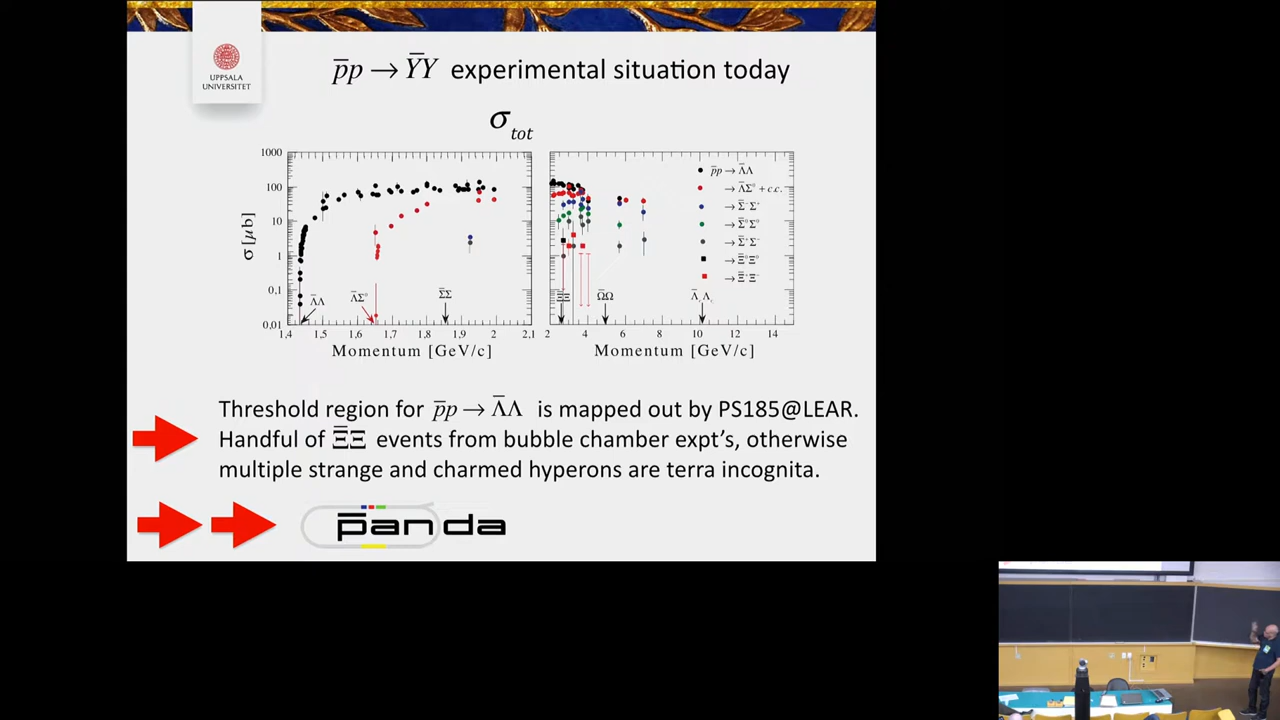 UPPSALA
UNIVERSITET
p̅p → Y̅Y experimental situation today
σtot
1000
100
10
1
0,1
0.01
σ [μb]
Λ̅Λ
Λ̅Σ⁰
Σ̅Σ
1.4 1,5 1.6 1.7 1.8 1.9 2 2,1
Momentum [GeV/c]
p̅p → Λ̅Λ
→ Λ̅Σ⁰ + c.c.
→ Σ̅⁻Σ⁺
→ Σ̅⁰Σ⁰
→ Σ̅⁺Σ⁻
→ Ξ̅⁰Ξ⁰
→ Ξ̅⁺Ξ⁻
Ξ̅Ξ
Ω̅Ω
2 4 6 8 10 12 14
Momentum [GeV/c]
Threshold region for p̅p → Λ̅Λ is mapped out by PS185@LEAR.
Handful of Ξ̅Ξ events from bubble chamber expt's, otherwise
multiple strange and charmed hyperons are terra incognita.
p̅anda